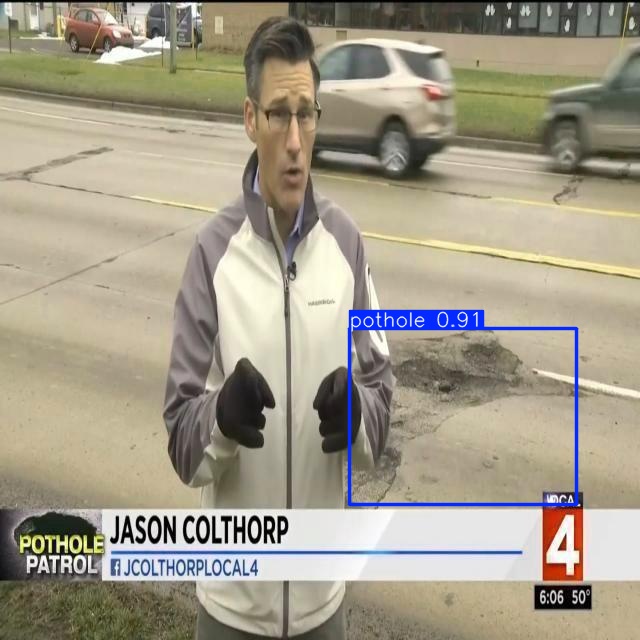 pothole 0.91
JASON COLTHORP
POTHOLE
PATROL
f JCOLTHORPLOCAL4
4
6:06 50°